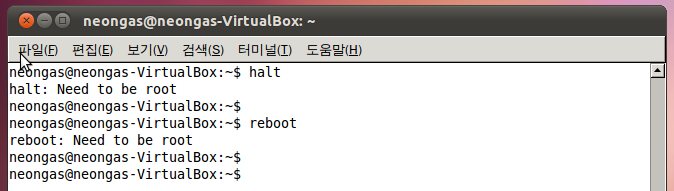 neongas@neongas-VirtualBox: ~
파일(F) 편집(E) 보기(V) 검색(S) 터미널(T) 도움말(H)
neongas@neongas-VirtualBox:~$ halt
halt: Need to be root
neongas@neongas-VirtualBox:~$
neongas@neongas-VirtualBox:~$ reboot
reboot: Need to be root
neongas@neongas-VirtualBox:~$
neongas@neongas-VirtualBox:~$